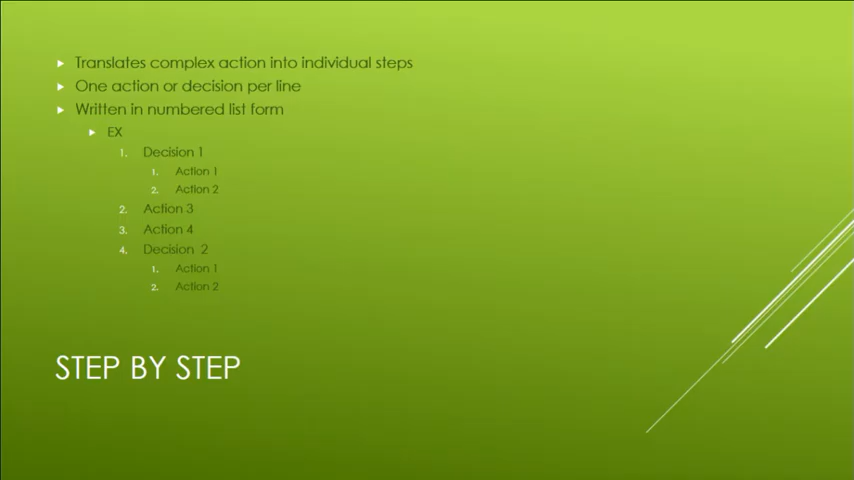 Translates complex action into individual steps
One action or decision per line
Written in numbered list form
EX
1. Decision 1
1. Action 1
2. Action 2
2. Action 3
3. Action 4
4. Decision 2
1. Action 1
2. Action 2
STEP BY STEP